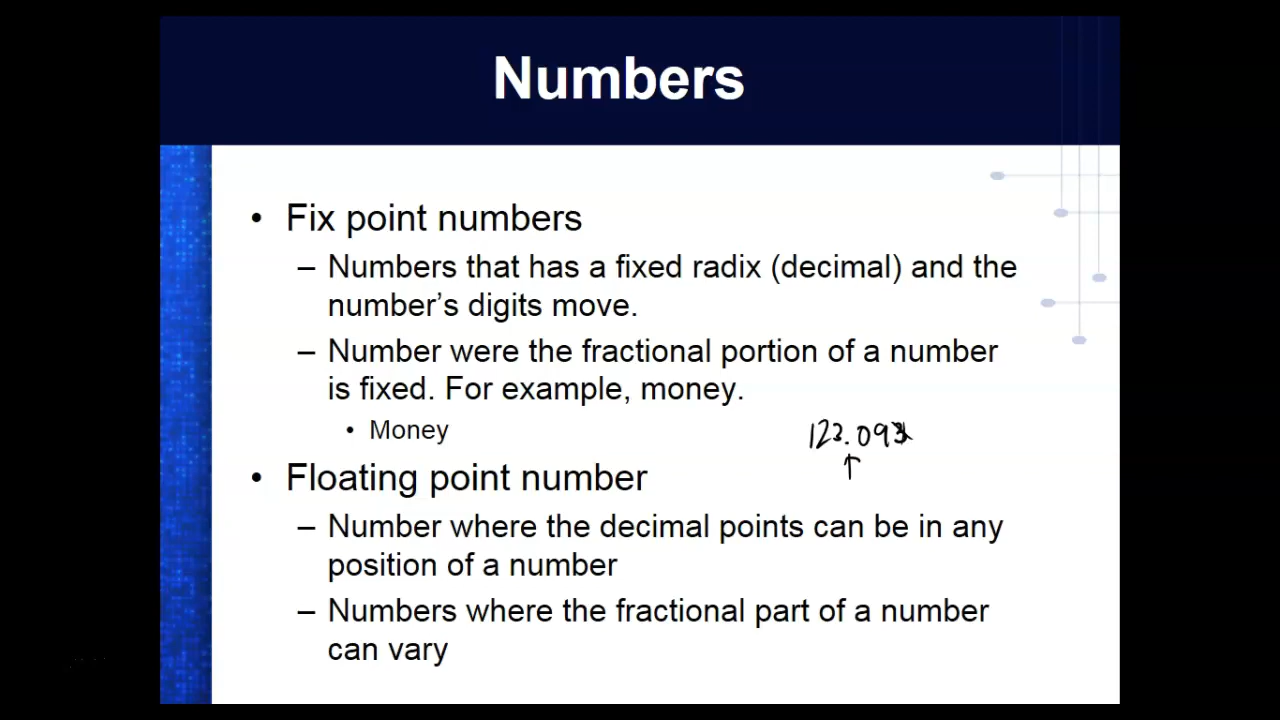 Numbers
• Fix point numbers
– Numbers that has a fixed radix (decimal) and the
number's digits move.
– Number were the fractional portion of a number
is fixed. For example, money.
• Money
123.09
↑
• Floating point number
– Number where the decimal points can be in any
position of a number
– Numbers where the fractional part of a number
can vary